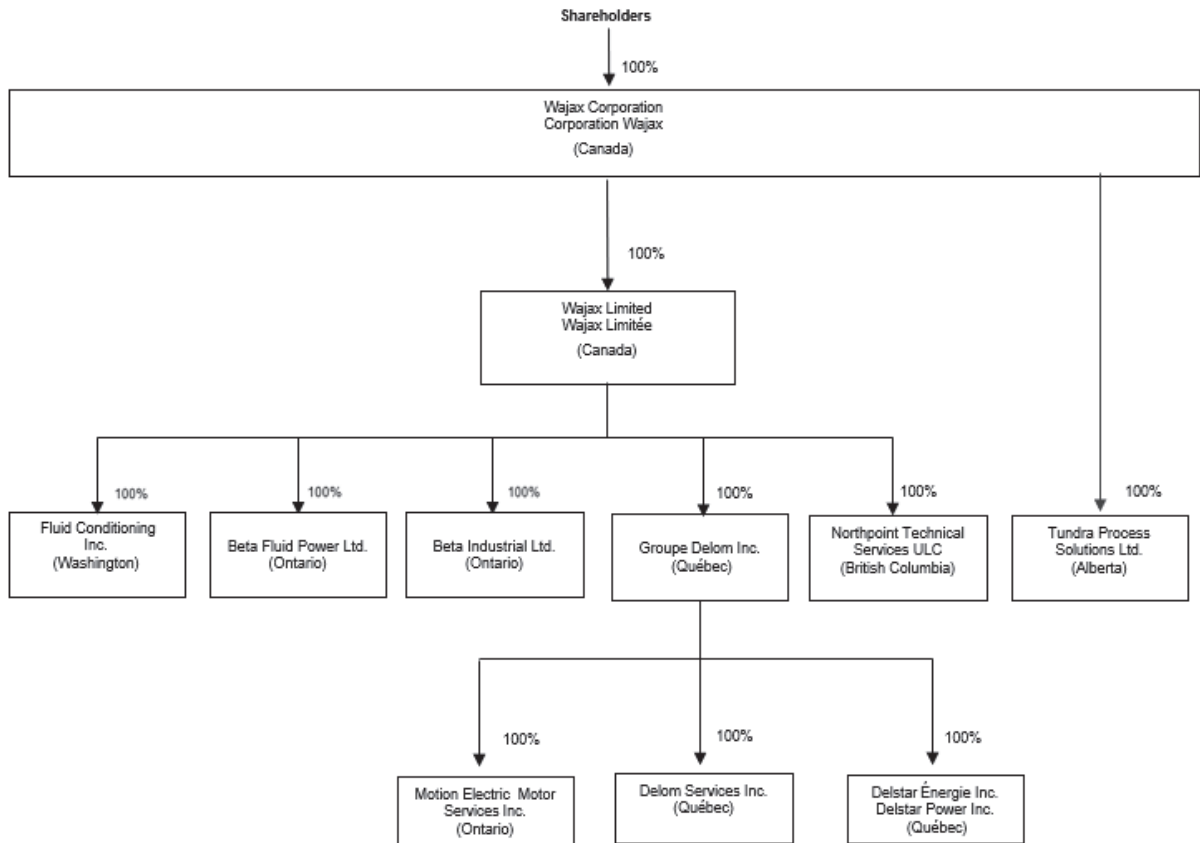 Shareholders
100%
Wajax Corporation
Corporation Wajax
(Canada)
100%
Wajax Limited
Wajax Limitée
(Canada)
100%
100%
100%
100%
100%
100%
Fluid Conditioning
Inc.
(Washington)
Beta Fluid Power Ltd.
(Ontario)
Beta Industrial Ltd.
(Ontario)
Groupe Delom Inc.
(Québec)
Northpoint Technical
Services ULC
(British Columbia)
Tundra Process
Solutions Ltd.
(Alberta)
100%
100%
100%
Motion Electric Motor
Services Inc.
(Ontario)
Delom Services Inc.
(Québec)
Delstar Énergie Inc.
Delstar Power Inc.
(Québec)